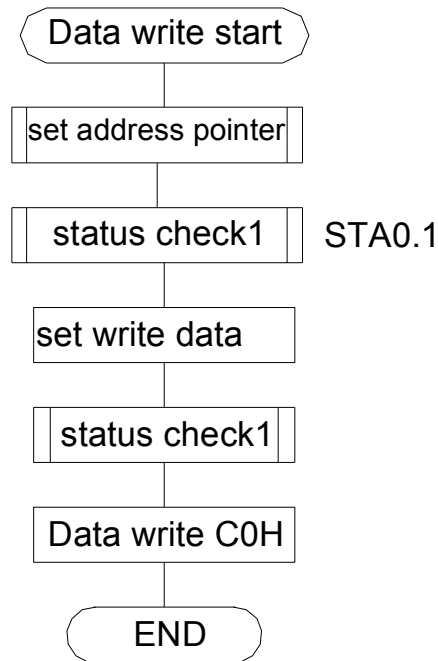 Data write start
set address pointer
status check1 STA0.1
set write data
status check1
Data write C0H
END